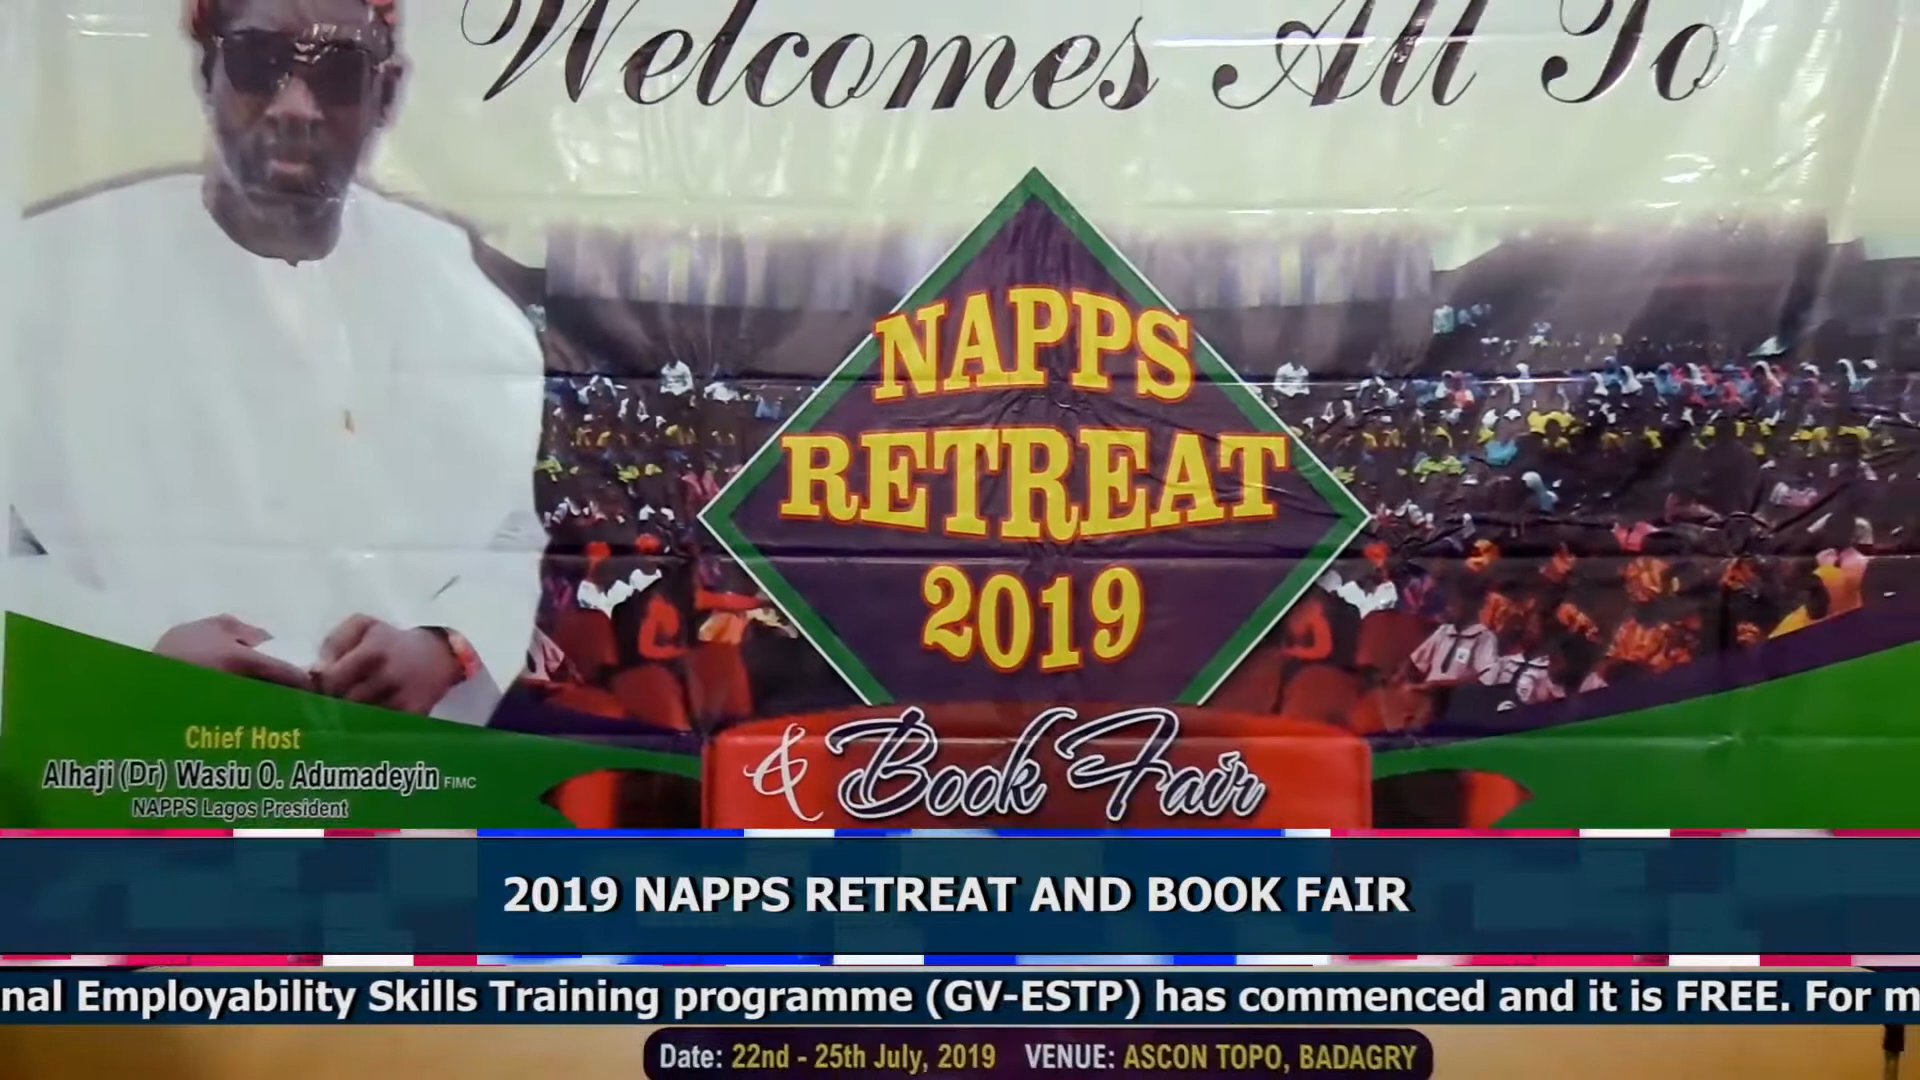 Welcomes All To
NAPPS
RETREAT
2019
& Book Fair
Chief Host
Alhaji (Dr) Wasiu O. Adumadeyin FIMC
NAPPS Lagos President
2019 NAPPS RETREAT AND BOOK FAIR
nal Employability Skills Training programme (GV-ESTP) has commenced and it is FREE. For m
Date: 22nd - 25th July, 2019 VENUE: ASCON TOPO, BADAGRY